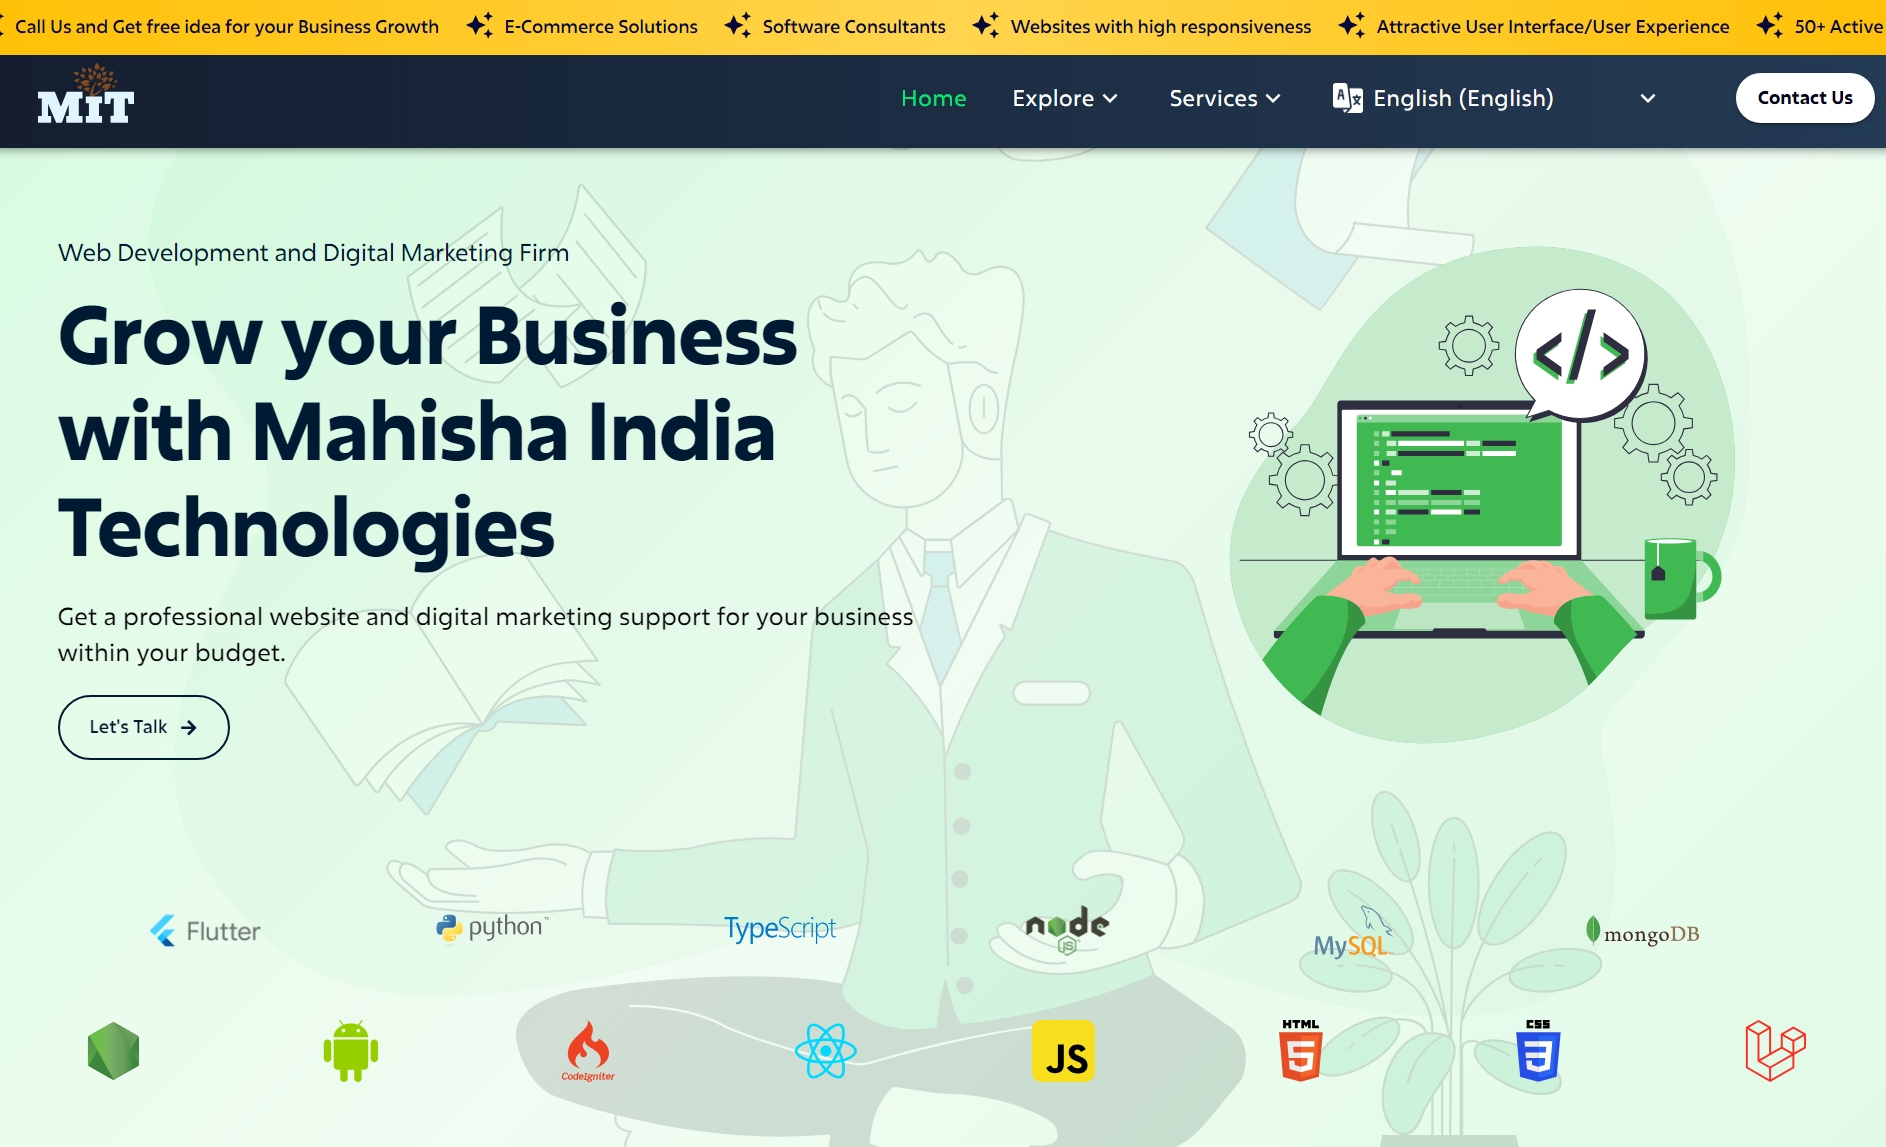 Call Us and Get free idea for your Business Growth
E-Commerce Solutions
Software Consultants
Websites with high responsiveness
Attractive User Interface/User Experience
50+ Active
MiT
Home
Explore
Services
English (English)
Contact Us
Web Development and Digital Marketing Firm
Grow your Business
with Mahisha India
Technologies
Get a professional website and digital marketing support for your business
within your budget.
Let's Talk
</>
Flutter
python™
TypeScript
node
JS
MySQL
mongoDB
CodeIgniter
JS
HTML
5
CSS
3